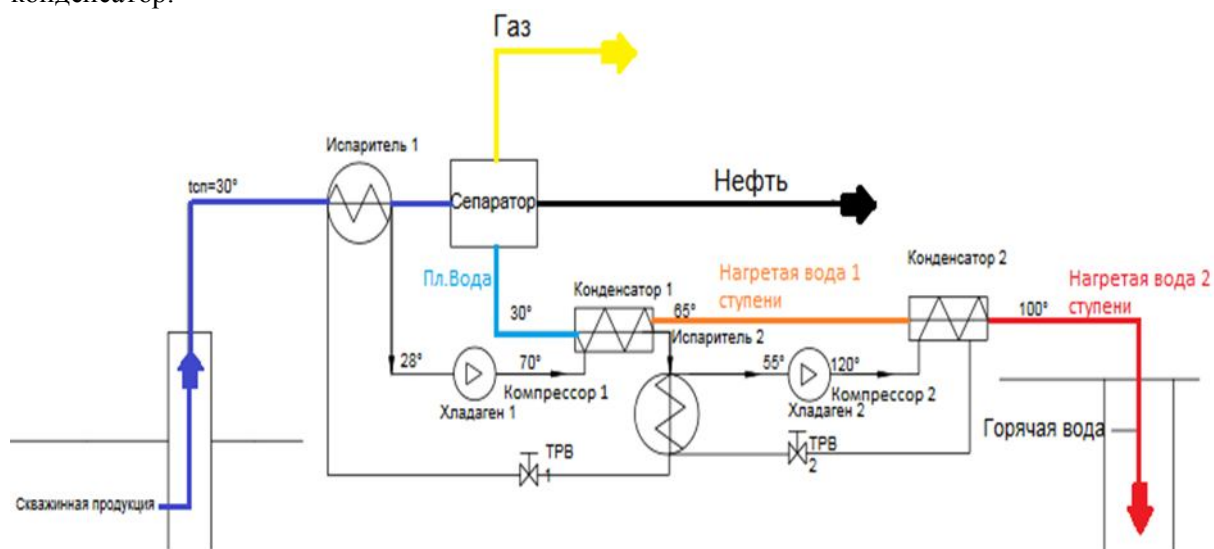 конденсатор.
Газ
Испаритель 1
tсп=30°
Сепаратор
Нефть
Пл.Вода
Конденсатор 1
Нагретая вода 1
ступени
Конденсатор 2
Нагретая вода 2
ступени
30°
65°
100°
Испаритель 2
28°
70°
55°
120°
Компрессор 1
Компрессор 2
Хладаген 1
Хладаген 2
ТРВ
1
ТРВ
2
Горячая вода
Скважинная продукция